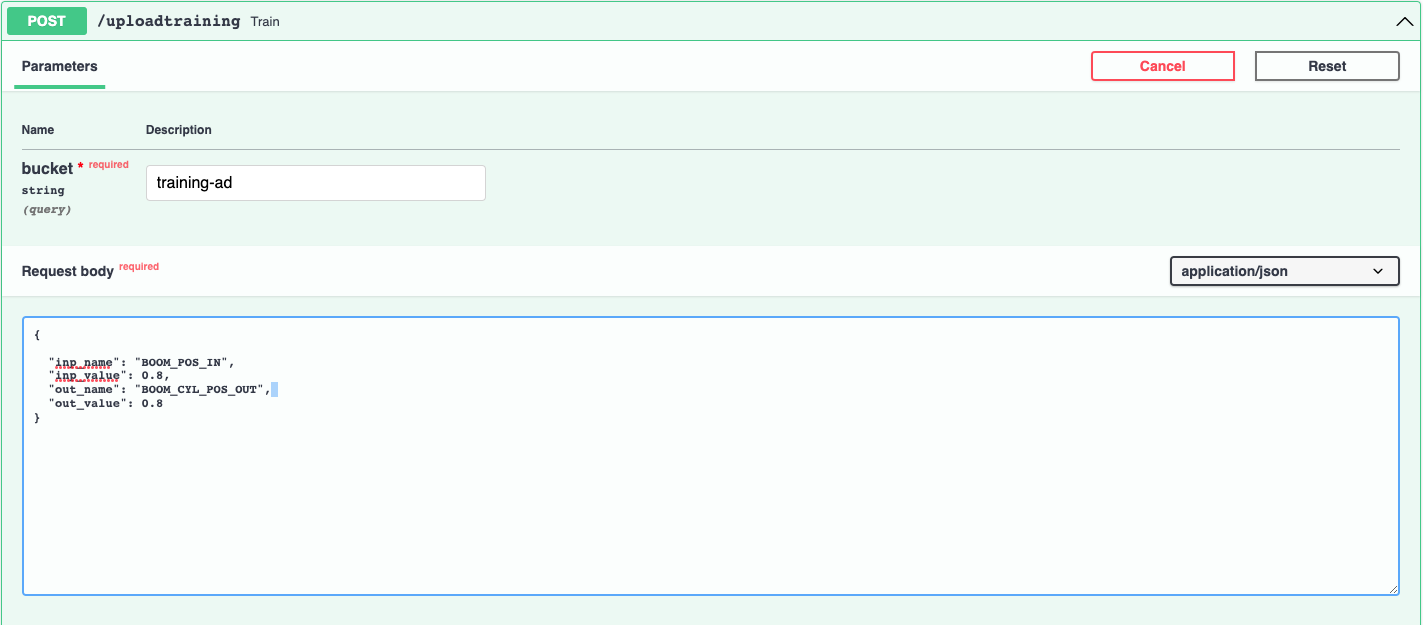 POST /uploadtraining Train
Parameters
Cancel
Reset
Name Description
bucket * required
string
(query)
training-ad
Request body required
application/json
{
"inp_name": "BOOM_POS_IN",
"inp_value": 0.8,
"out_name": "BOOM_CYL_POS_OUT",
"out_value": 0.8
}